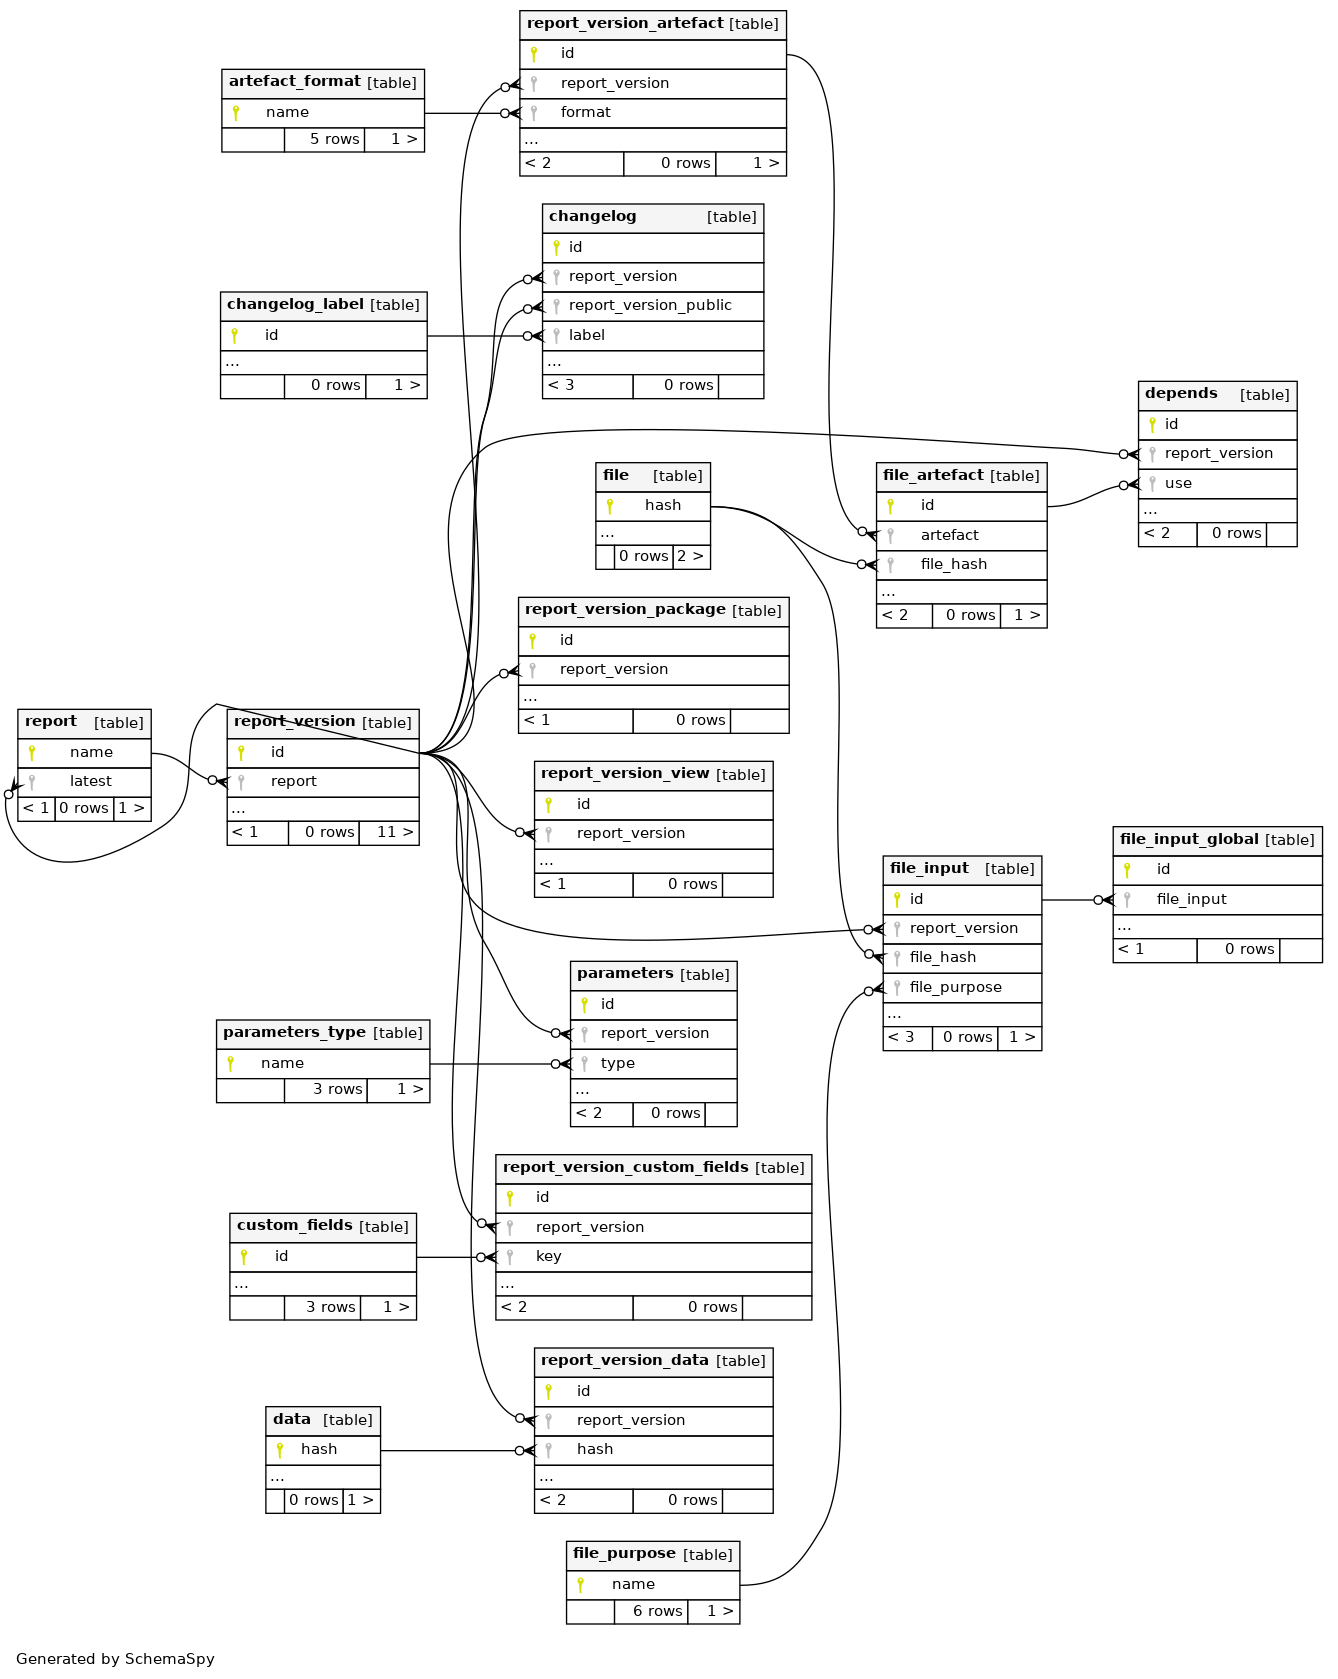 report_version_artefact [table]
id
report_version
format
...
< 2 0 rows 1 >
artefact_format [table]
name
5 rows 1 >
changelog [table]
id
report_version
report_version_public
label
...
< 3 0 rows
changelog_label [table]
id
...
0 rows 1 >
depends [table]
id
report_version
use
...
< 2 0 rows
file [table]
hash
...
0 rows 2 >
file_artefact [table]
id
artefact
file_hash
...
< 2 0 rows 1 >
report_version_package [table]
id
report_version
...
< 1 0 rows
report [table]
name
latest
< 1 0 rows 1 >
report_version [table]
id
report
...
< 1 0 rows 11 >
report_version_view [table]
id
report_version
...
< 1 0 rows
file_input [table]
id
report_version
file_hash
file_purpose
...
< 3 0 rows 1 >
file_input_global [table]
id
file_input
...
< 1 0 rows
parameters [table]
id
report_version
type
...
< 2 0 rows
parameters_type [table]
name
3 rows 1 >
report_version_custom_fields [table]
id
report_version
key
...
< 2 0 rows
custom_fields [table]
id
...
3 rows 1 >
report_version_data [table]
id
report_version
hash
...
< 2 0 rows
data [table]
hash
...
0 rows 1 >
file_purpose [table]
name
6 rows 1 >
Generated by SchemaSpy